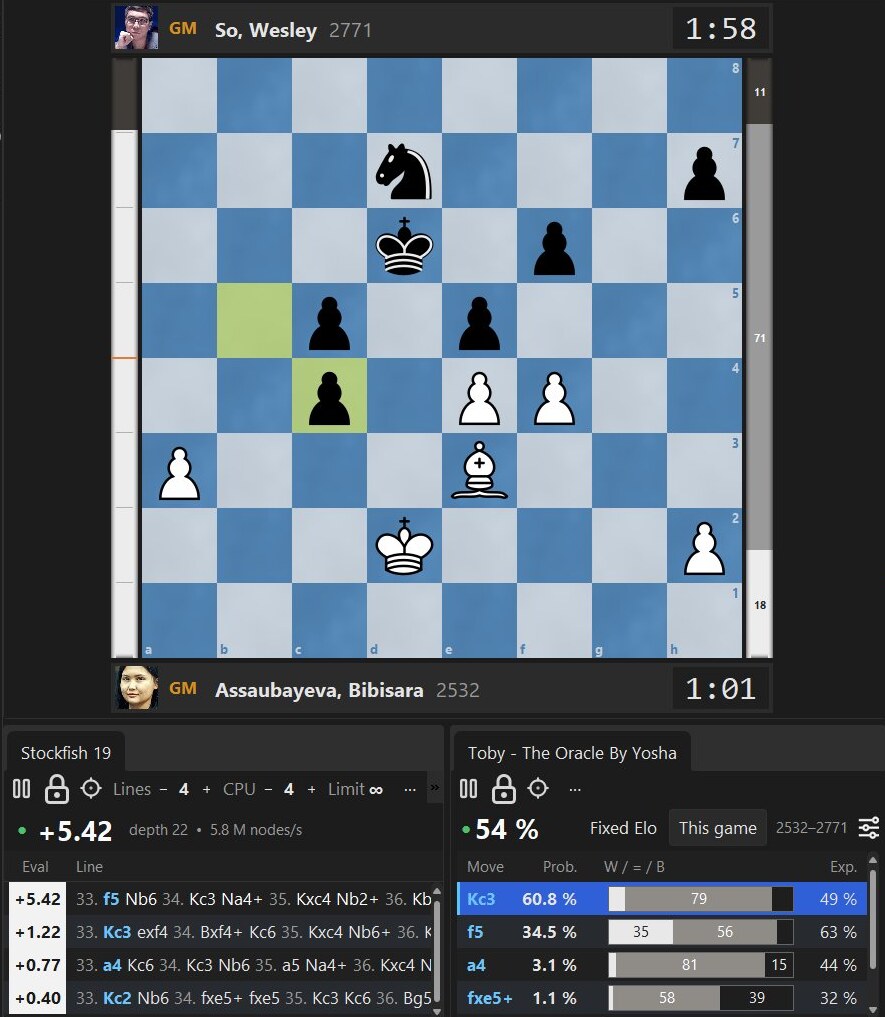 GM So, Wesley 2771 1:58
8
11
7
6
5
71
4
3
2
1
18
a b c d e f g h
GM Assaubayeva, Bibisara 2532 1:01
Stockfish 19
Lines − 4 + CPU − 4 + Limit ∞ ... »
+5.42 depth 22 • 5.8 M nodes/s
Eval Line
+5.42 33. f5 Nb6 34. Kc3 Na4+ 35. Kxc4 Nb2+ 36. Kb
+1.22 33. Kc3 exf4 34. Bxf4+ Kc6 35. Kxc4 Nb6+ 36. K
+0.77 33. a4 Kc6 34. Kc3 Nb6 35. a5 Na4+ 36. Kxc4 N
+0.40 33. Kc2 Nb6 34. fxe5+ fxe5 35. Kc3 Kc6 36. Bg5
Toby - The Oracle By Yosha
...
54 % Fixed Elo This game 2532–2771
Move Prob. W / = / B Exp.
Kc3 60.8 % 79 49 %
f5 34.5 % 35 56 63 %
a4 3.1 % 81 15 44 %
fxe5+ 1.1 % 58 39 32 %